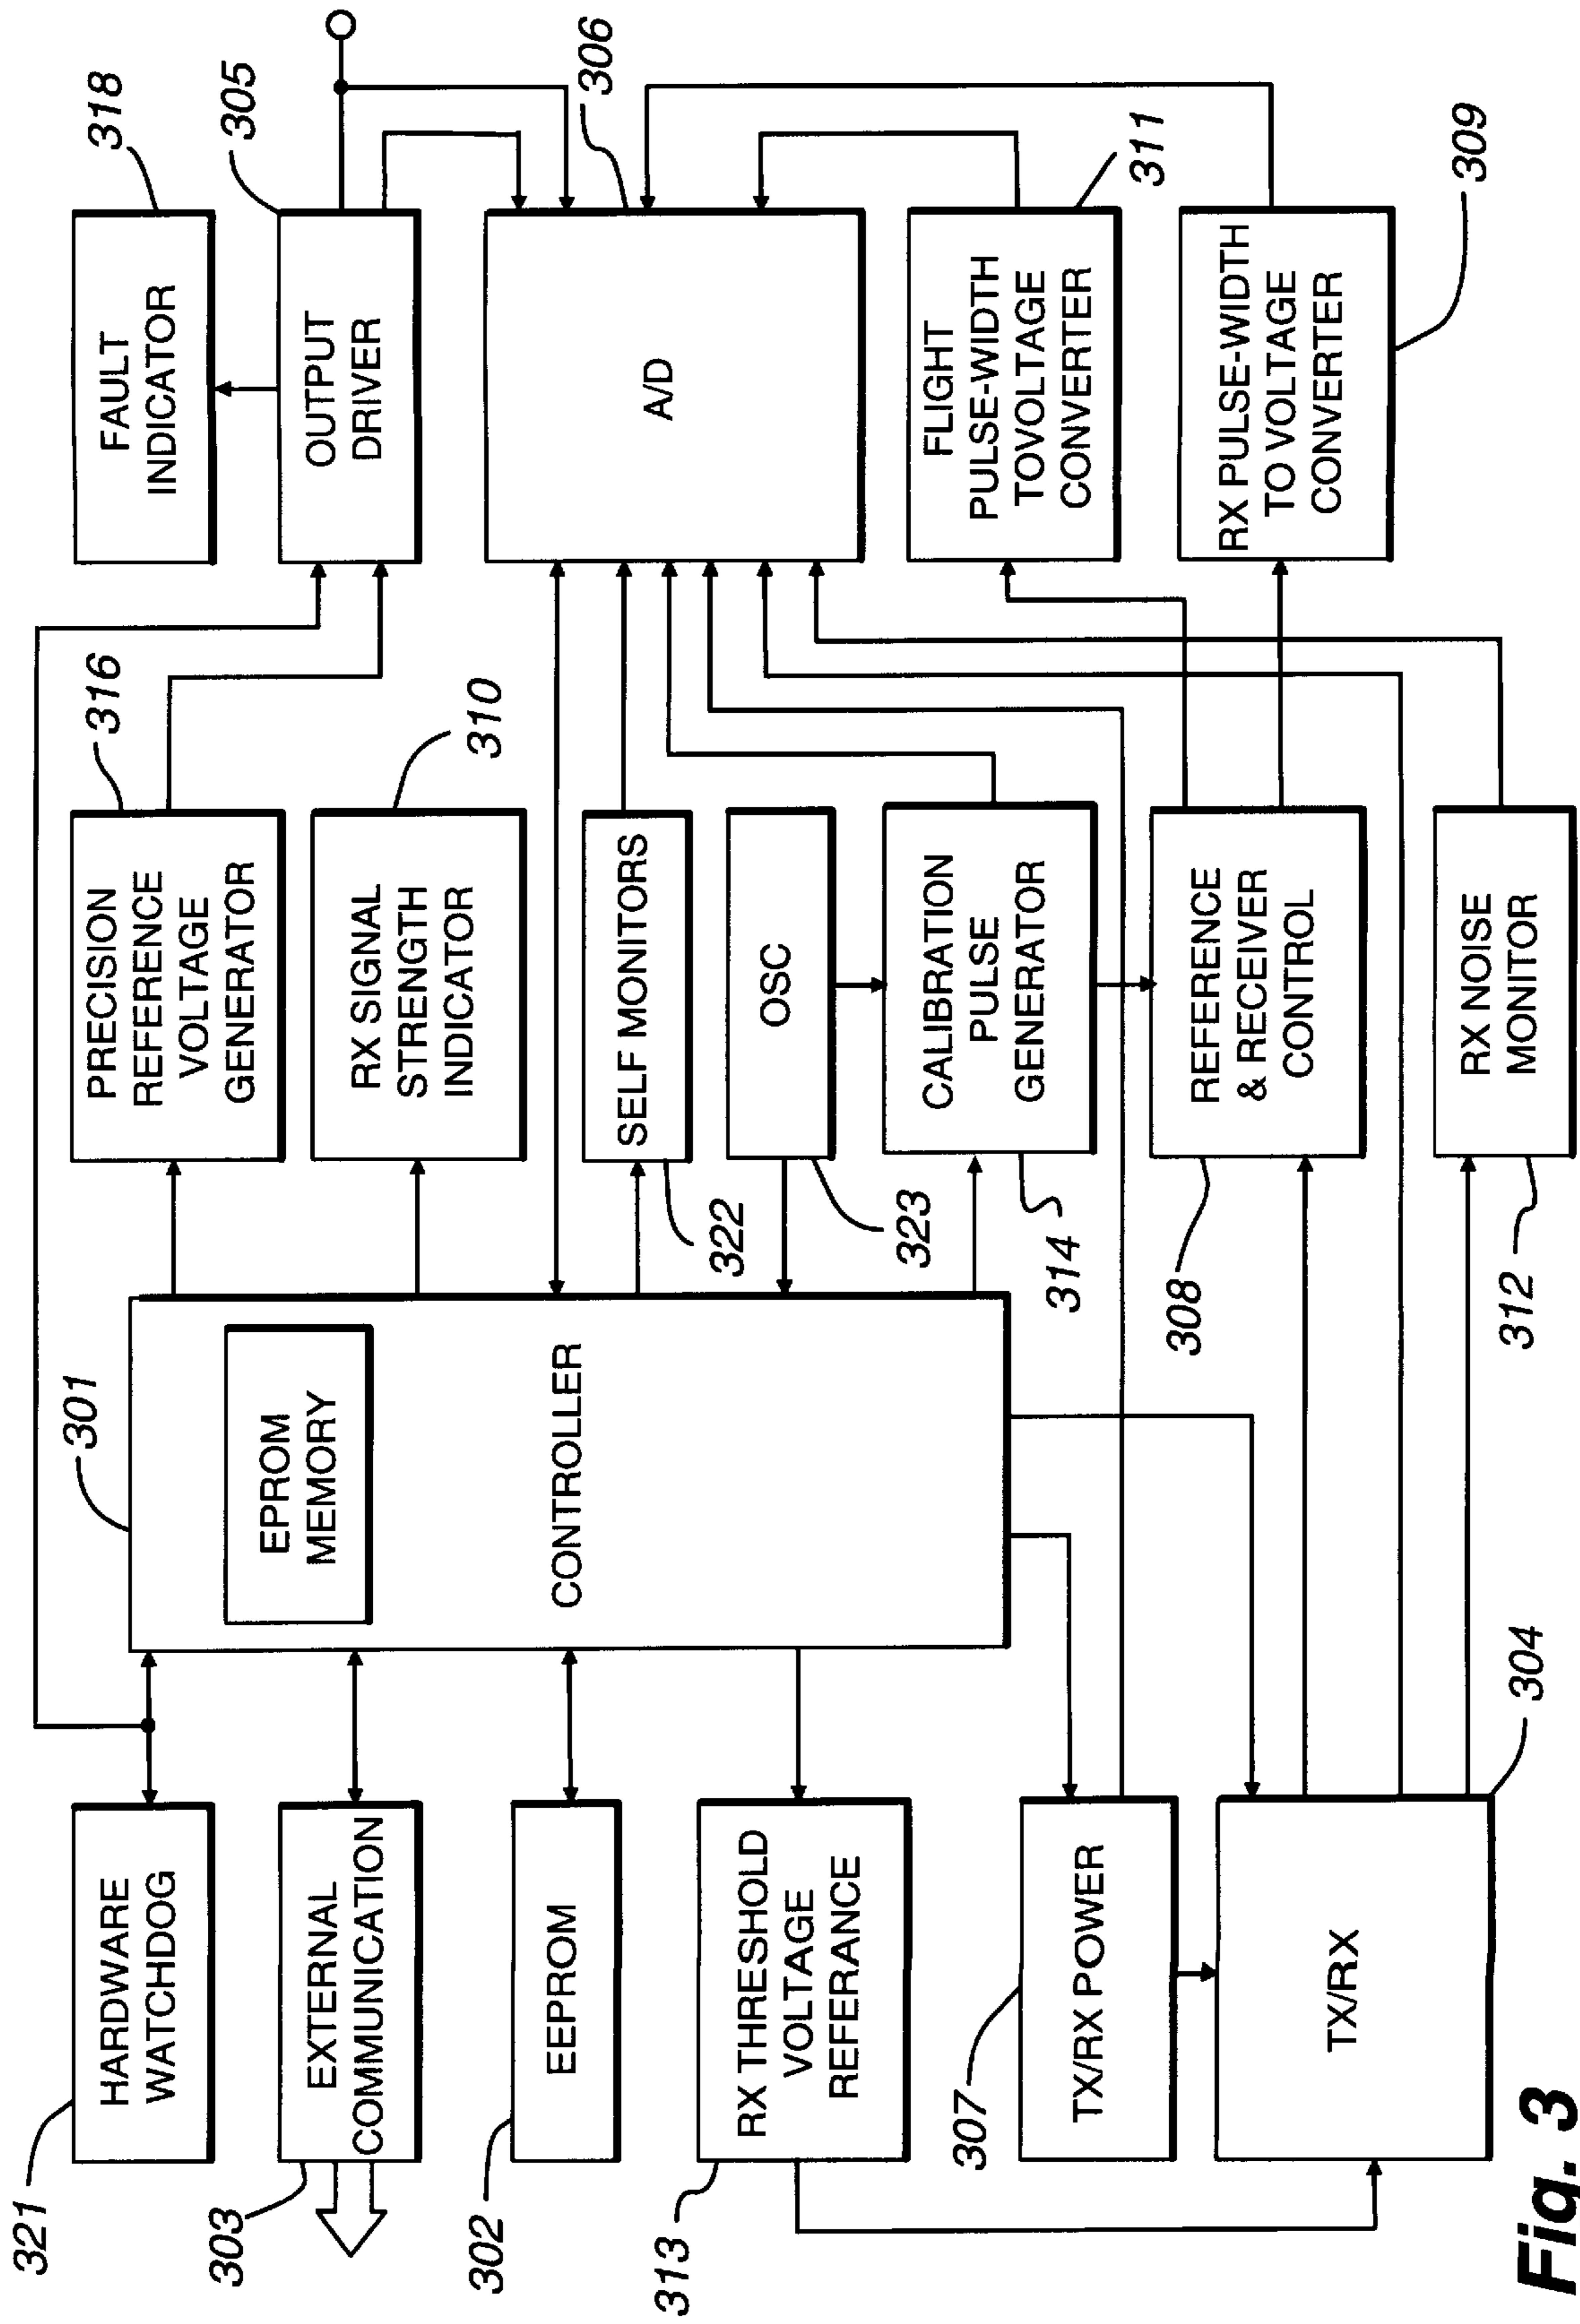 321
HARDWARE
WATCHDOG
303
EXTERNAL
COMMUNICATION
302
EEPROM
313
RX THRESHOLD
VOLTAGE
REFERANCE
307
TX/RX POWER
TX/RX
304
301
EPROM
MEMORY
CONTROLLER
316
PRECISION
REFERENCE
VOLTAGE
GENERATOR
310
RX SIGNAL
STRENGTH
INDICATOR
322
SELF MONITORS
323
OSC
314
CALIBRATION
PULSE
GENERATOR
308
REFERENCE
& RECEIVER
CONTROL
312
RX NOISE
MONITOR
318
FAULT
INDICATOR
305
OUTPUT
DRIVER
306
A/D
311
FLIGHT
PULSE-WIDTH
TOVOLTAGE
CONVERTER
309
RX PULSE-WIDTH
TO VOLTAGE
CONVERTER
Fig. 3